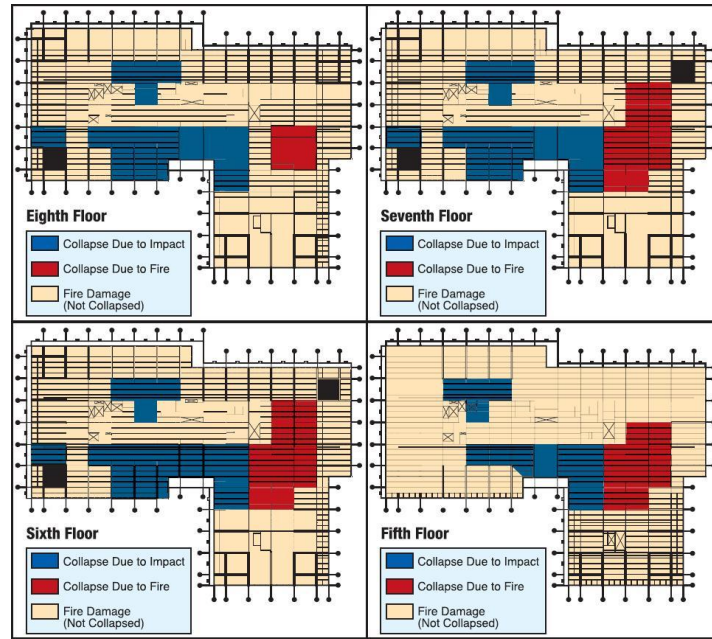 Eighth Floor
Collapse Due to Impact
Collapse Due to Fire
Fire Damage
(Not Collapsed)
Seventh Floor
Collapse Due to Impact
Collapse Due to Fire
Fire Damage
(Not Collapsed)
Sixth Floor
Collapse Due to Impact
Collapse Due to Fire
Fire Damage
(Not Collapsed)
Fifth Floor
Collapse Due to Impact
Collapse Due to Fire
Fire Damage
(Not Collapsed)